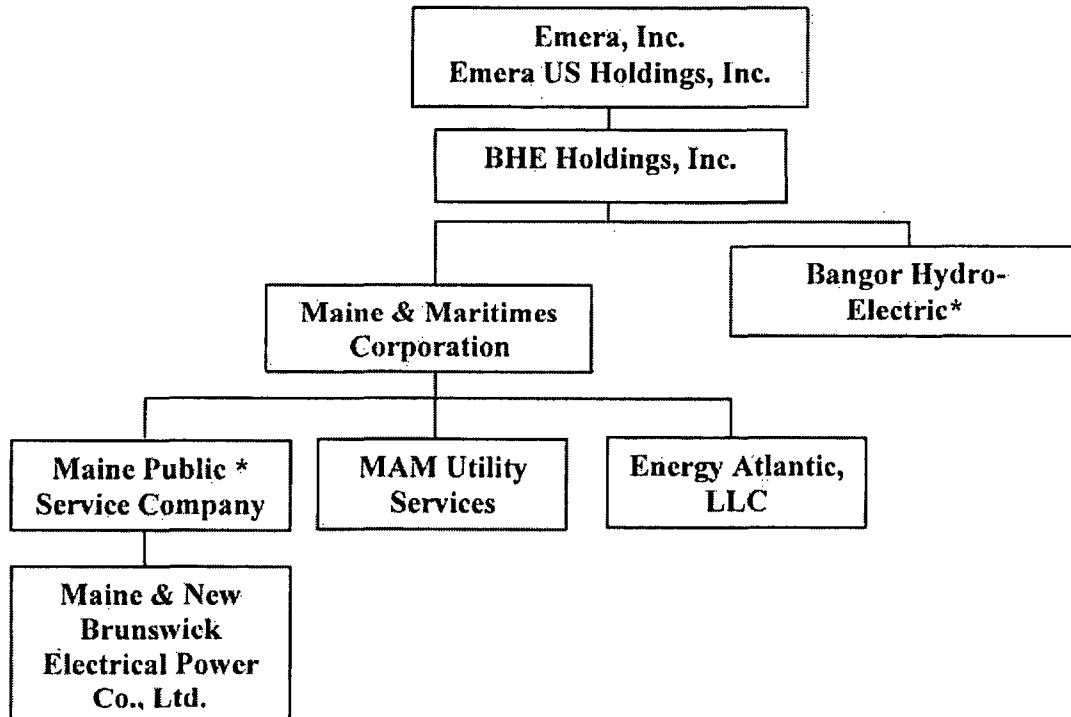 Emera, Inc.
Emera US Holdings, Inc.
BHE Holdings, Inc.
Bangor Hydro-
Electric*
Maine & Maritimes
Corporation
Maine Public *
Service Company
MAM Utility
Services
Energy Atlantic,
LLC
Maine & New
Brunswick
Electrical Power
Co., Ltd.